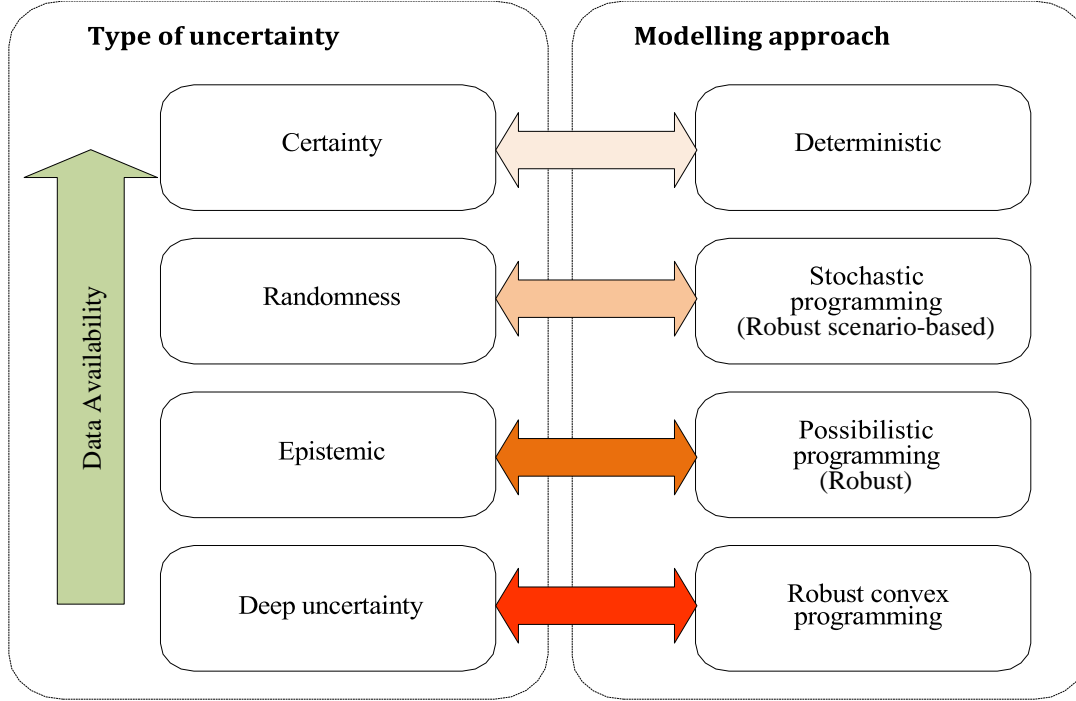 Type of uncertainty
Modelling approach
Data Availability
Certainty
Deterministic
Randomness
Stochastic
programming
(Robust scenario-based)
Epistemic
Possibilistic
programming
(Robust)
Deep uncertainty
Robust convex
programming